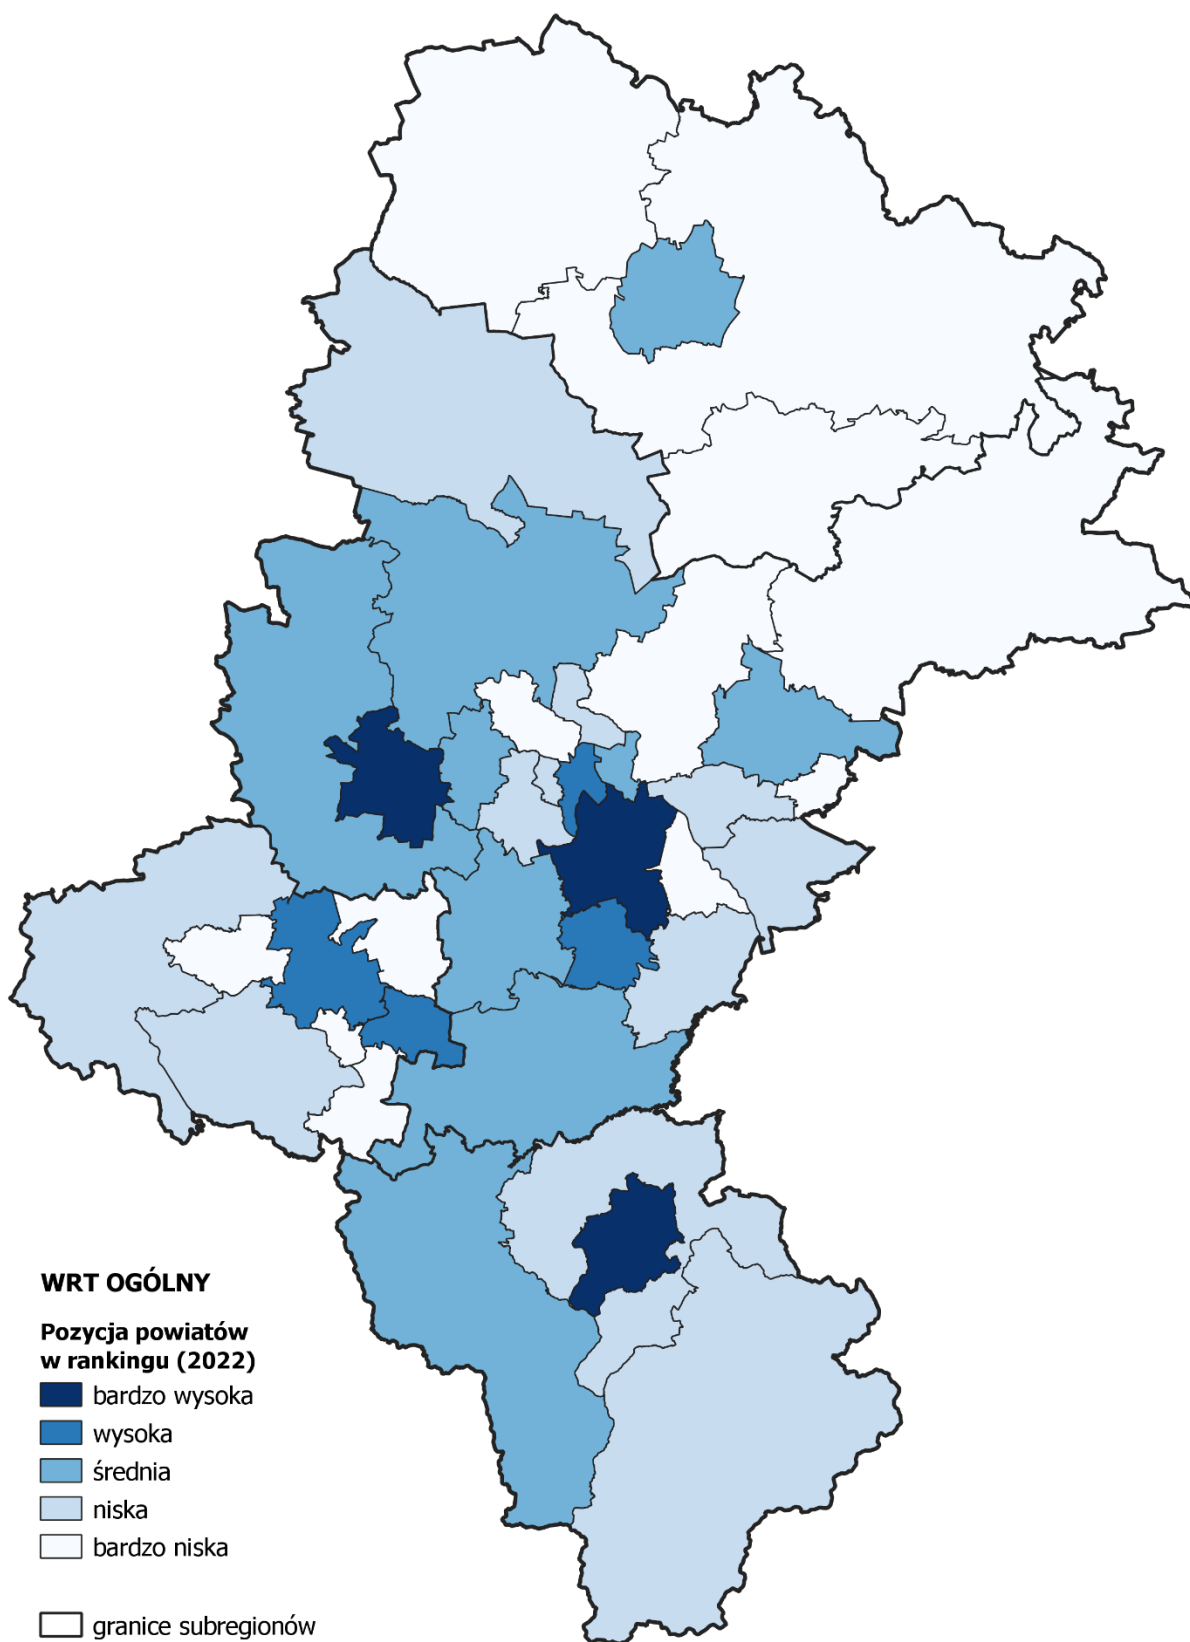 WRT OGÓLNY
Pozycja powiatów
w rankingu (2022)
bardzo wysoka
wysoka
średnia
niska
bardzo niska
granice subregionów